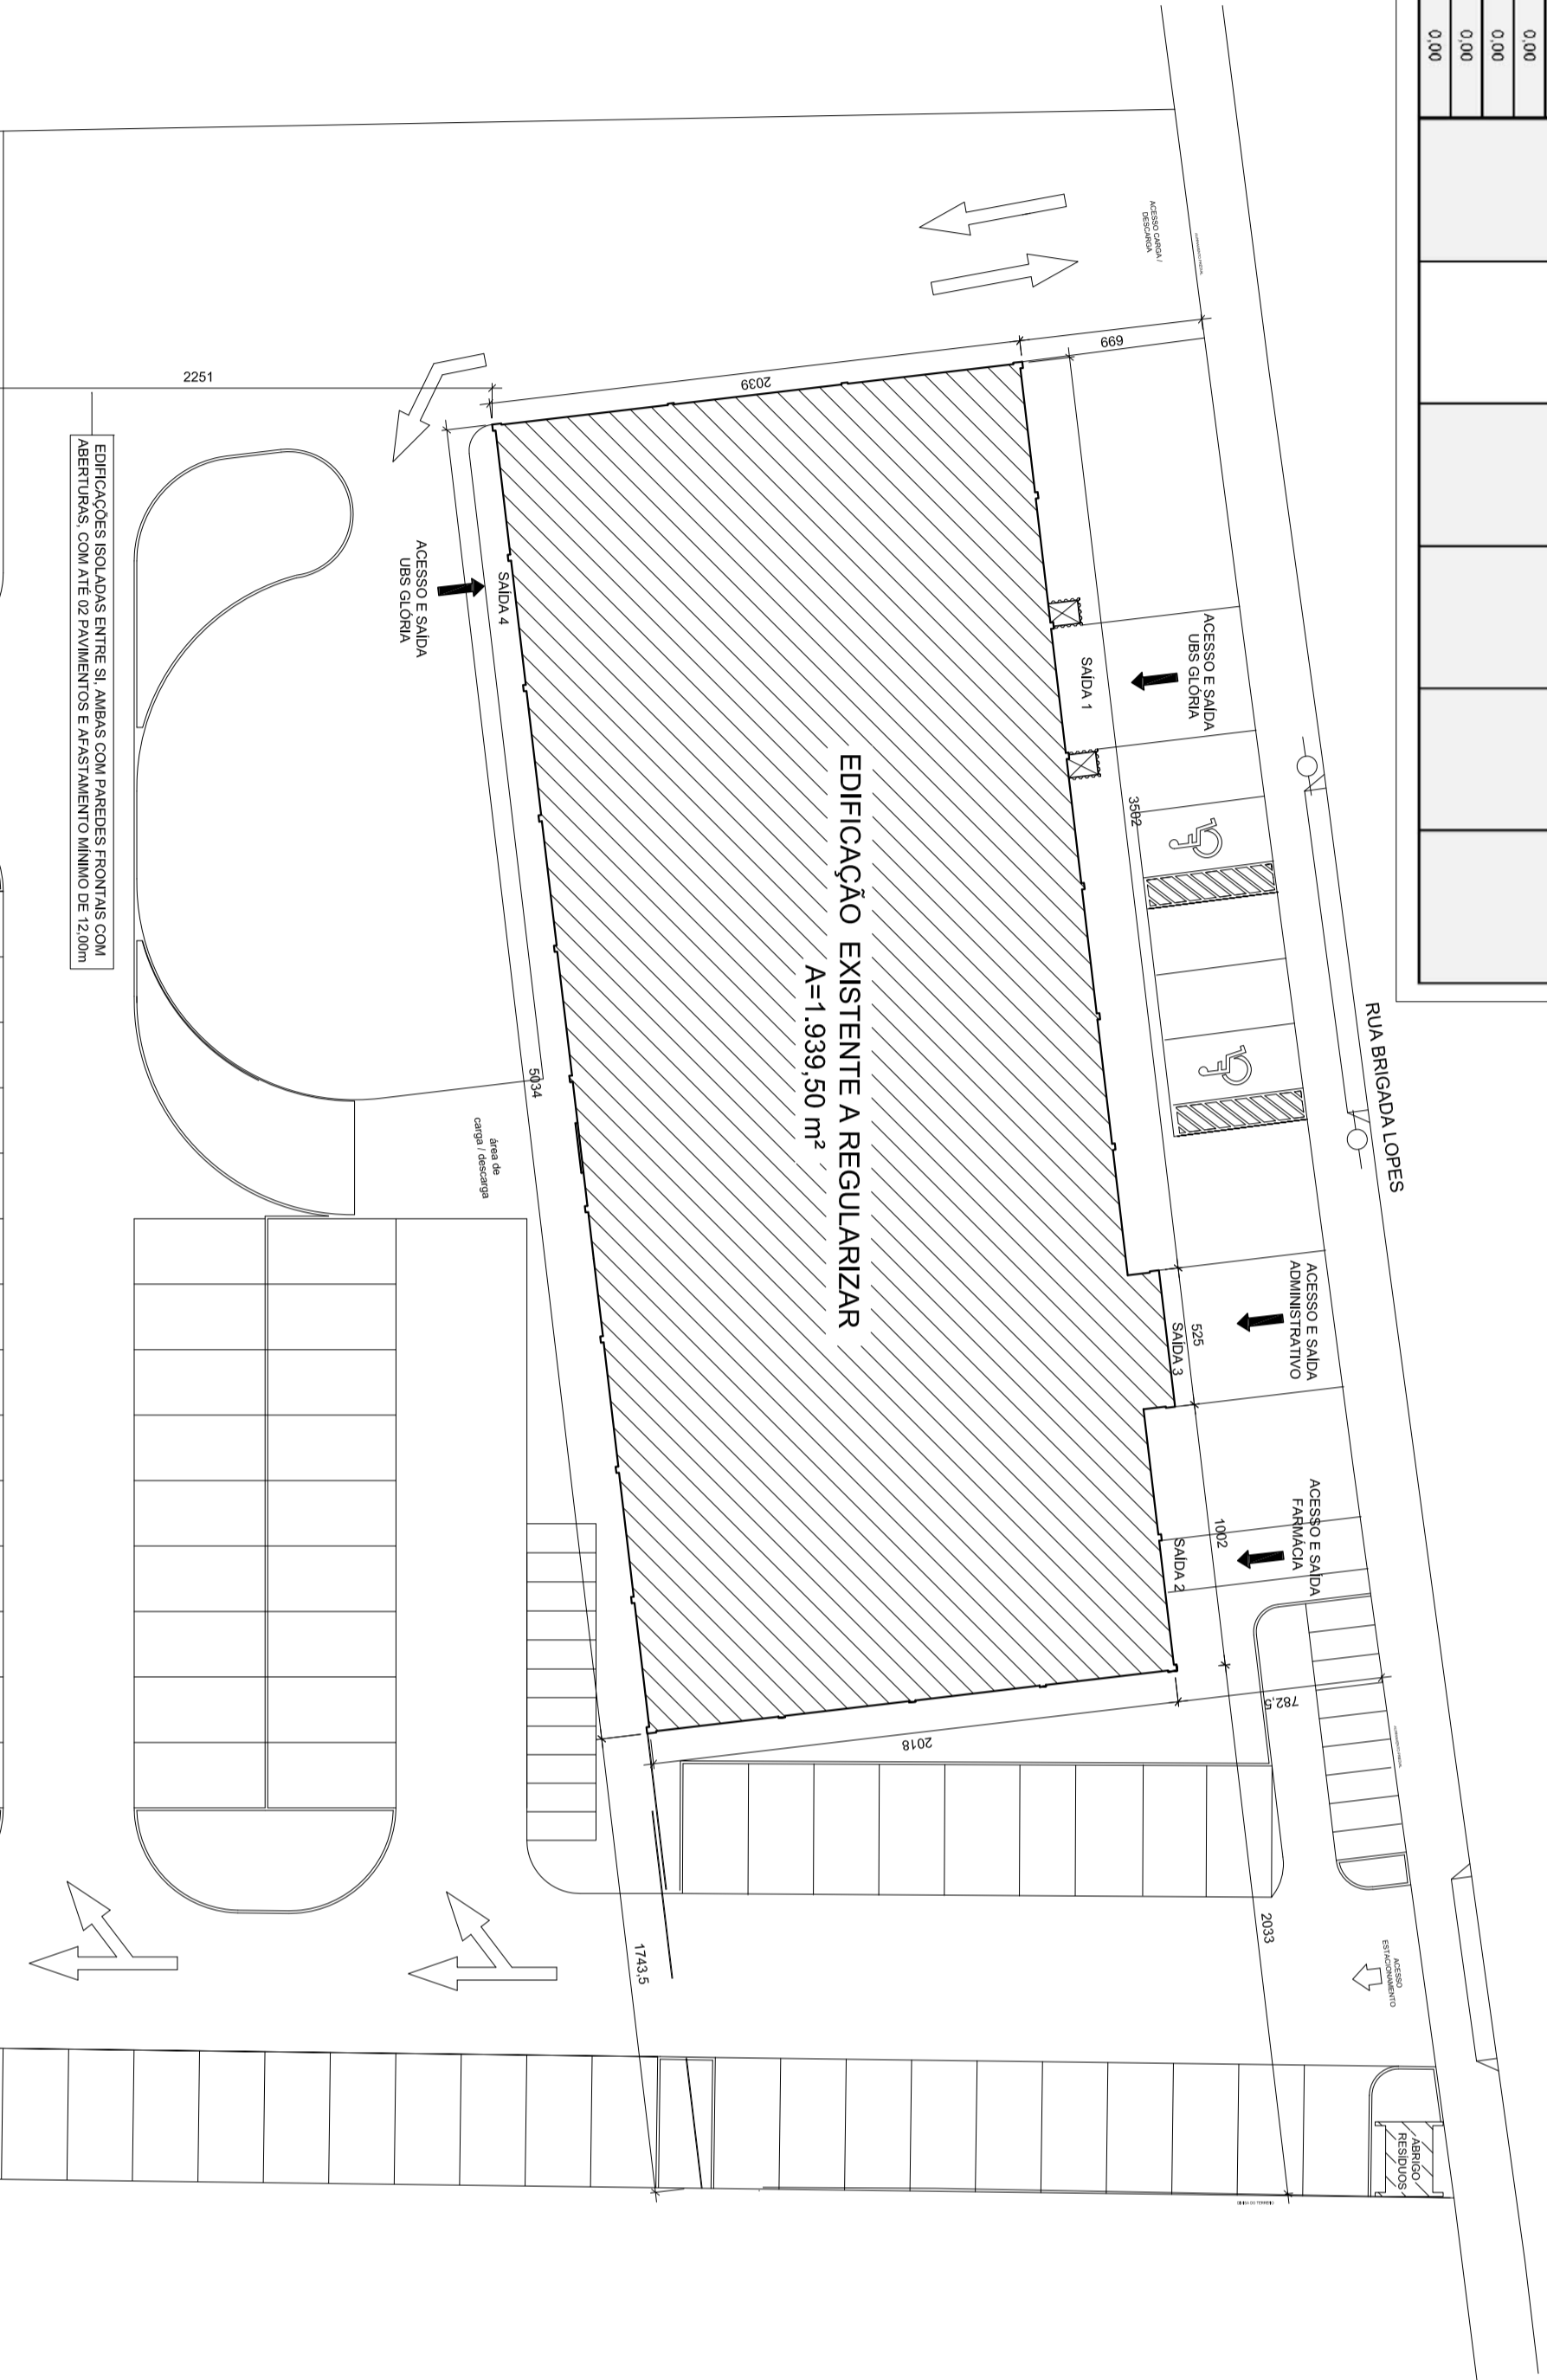 0,00
0,00
0,00
0,00
RUA BRIGADA LOPES
ACESSO CARGA /
DESCARGA
699
2039
2251
ACESSO E SAÍDA
UBS GLÓRIA
SAÍDA 1
3502
ACESSO E SAÍDA
ADMINISTRATIVO
525
SAÍDA 3
ACESSO E SAÍDA
FARMÁCIA
1002
SAÍDA 2
782,5
EDIFICAÇÃO EXISTENTE A REGULARIZAR
A=1.939,50 m²
SAÍDA 4
ACESSO E SAÍDA
UBS GLÓRIA
5034
área de
carga / descarga
2018
2033
1743,5
ACESSO
ESTACIONAMENTO
ABRIGO
RESÍDUOS
EDIFICAÇÕES ISOLADAS ENTRE SI, AMBAS COM PAREDES FRONTAIS COM
ABERTURAS, COM ATÉ 02 PAVIMENTOS E AFASTAMENTO MÍNIMO DE 12,00m